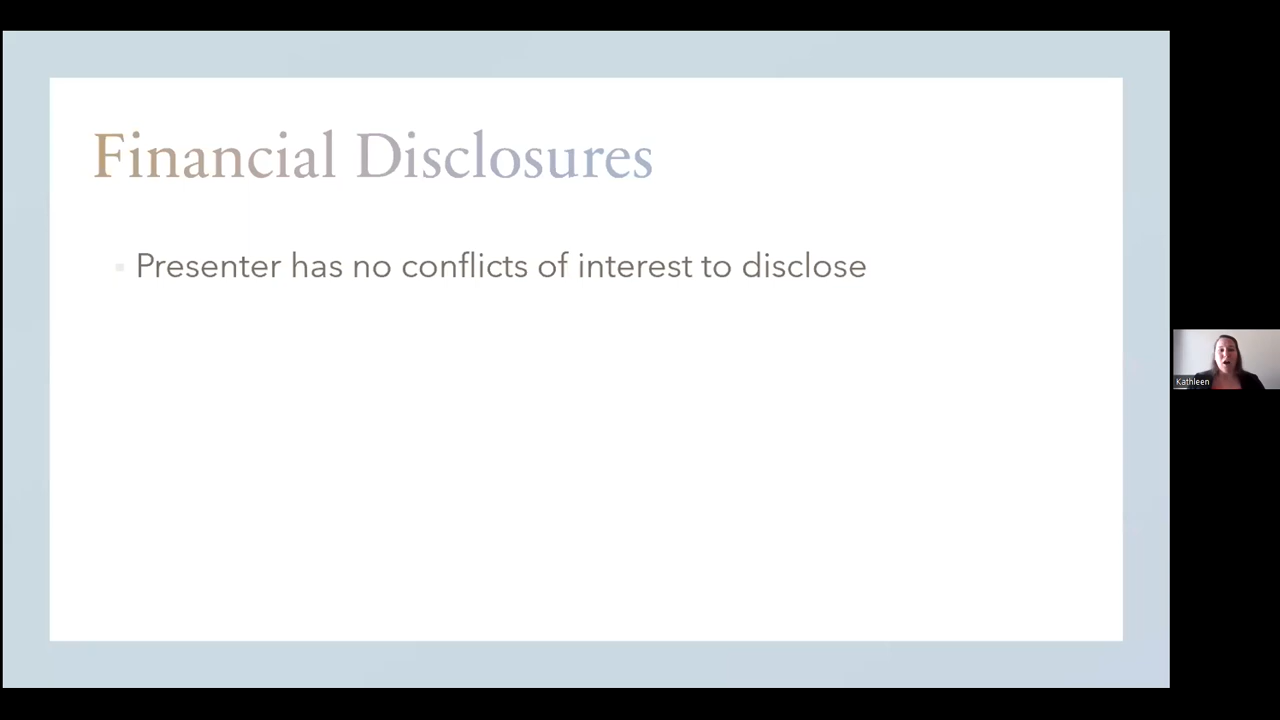 Financial Disclosures
Presenter has no conflicts of interest to disclose
Kathleen